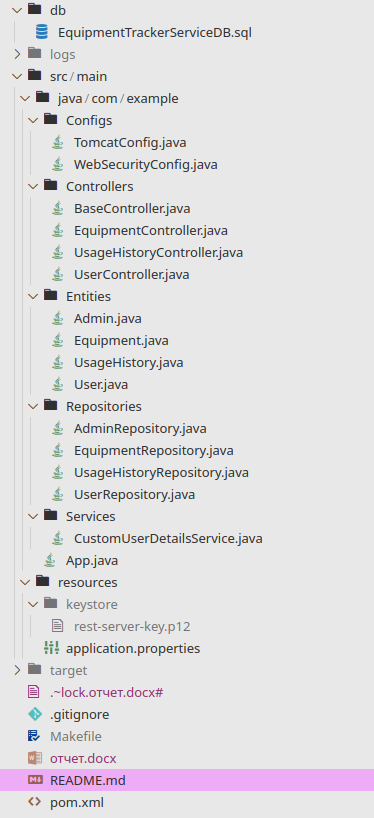 db
EquipmentTrackerServiceDB.sql
logs
src/main
java/com/example
Configs
TomcatConfig.java
WebSecurityConfig.java
Controllers
BaseController.java
EquipmentController.java
UsageHistoryController.java
UserController.java
Entities
Admin.java
Equipment.java
UsageHistory.java
User.java
Repositories
AdminRepository.java
EquipmentRepository.java
UsageHistoryRepository.java
UserRepository.java
Services
CustomUserDetailsService.java
App.java
resources
keystore
rest-server-key.p12
application.properties
target
.~lock.отчет.docx#
.gitignore
Makefile
отчет.docx
README.md
pom.xml